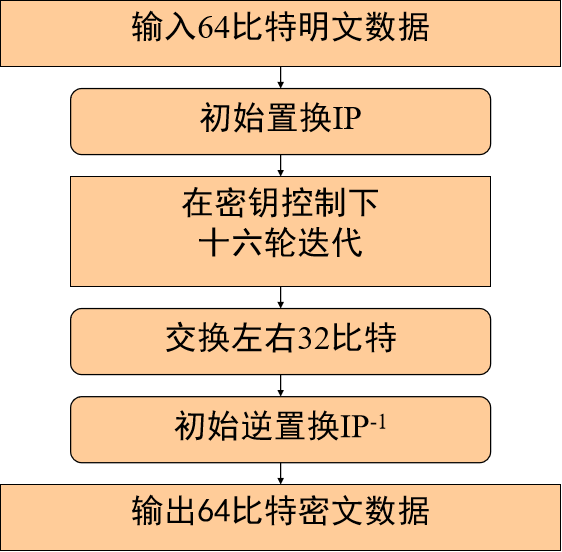 输入64比特明文数据
初始置换IP
在密钥控制下
十六轮迭代
交换左右32比特
初始逆置换IP-1
输出64比特密文数据